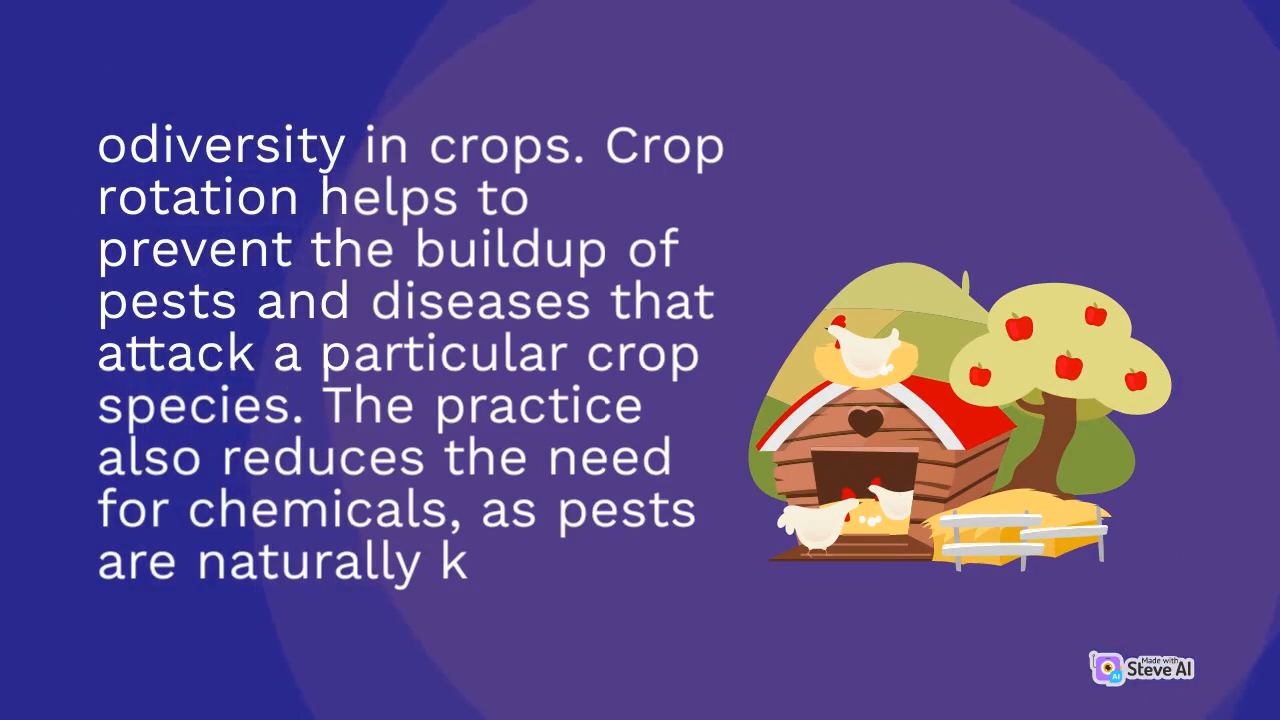 odiversity in crops. Crop
rotation helps to
prevent the buildup of
pests and diseases that
attack a particular crop
species. The practice
also reduces the need
for chemicals, as pests
are naturally k
Made with
Steve AI
AI